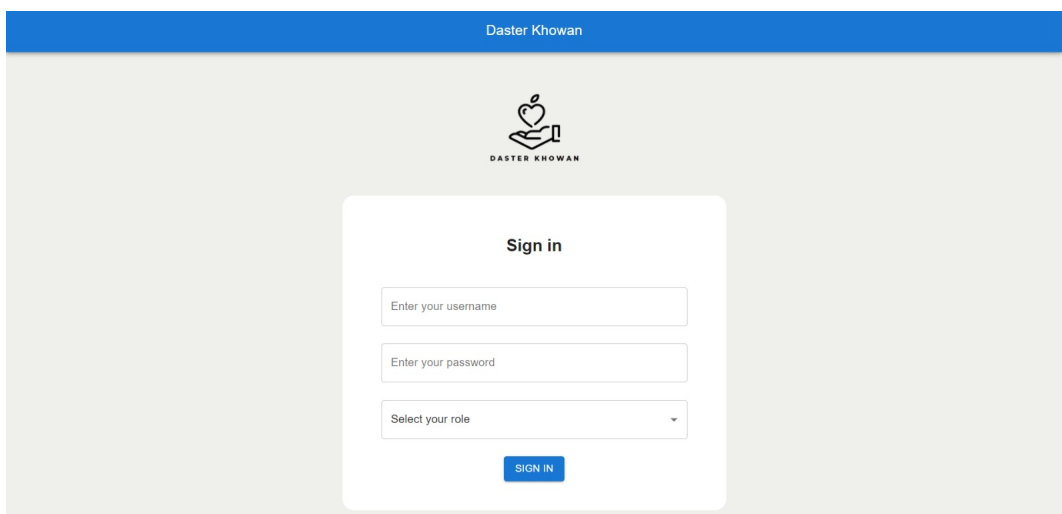 Daster Khowan
DASTER KHOWAN
Sign in
Enter your username
Enter your password
Select your role
SIGN IN